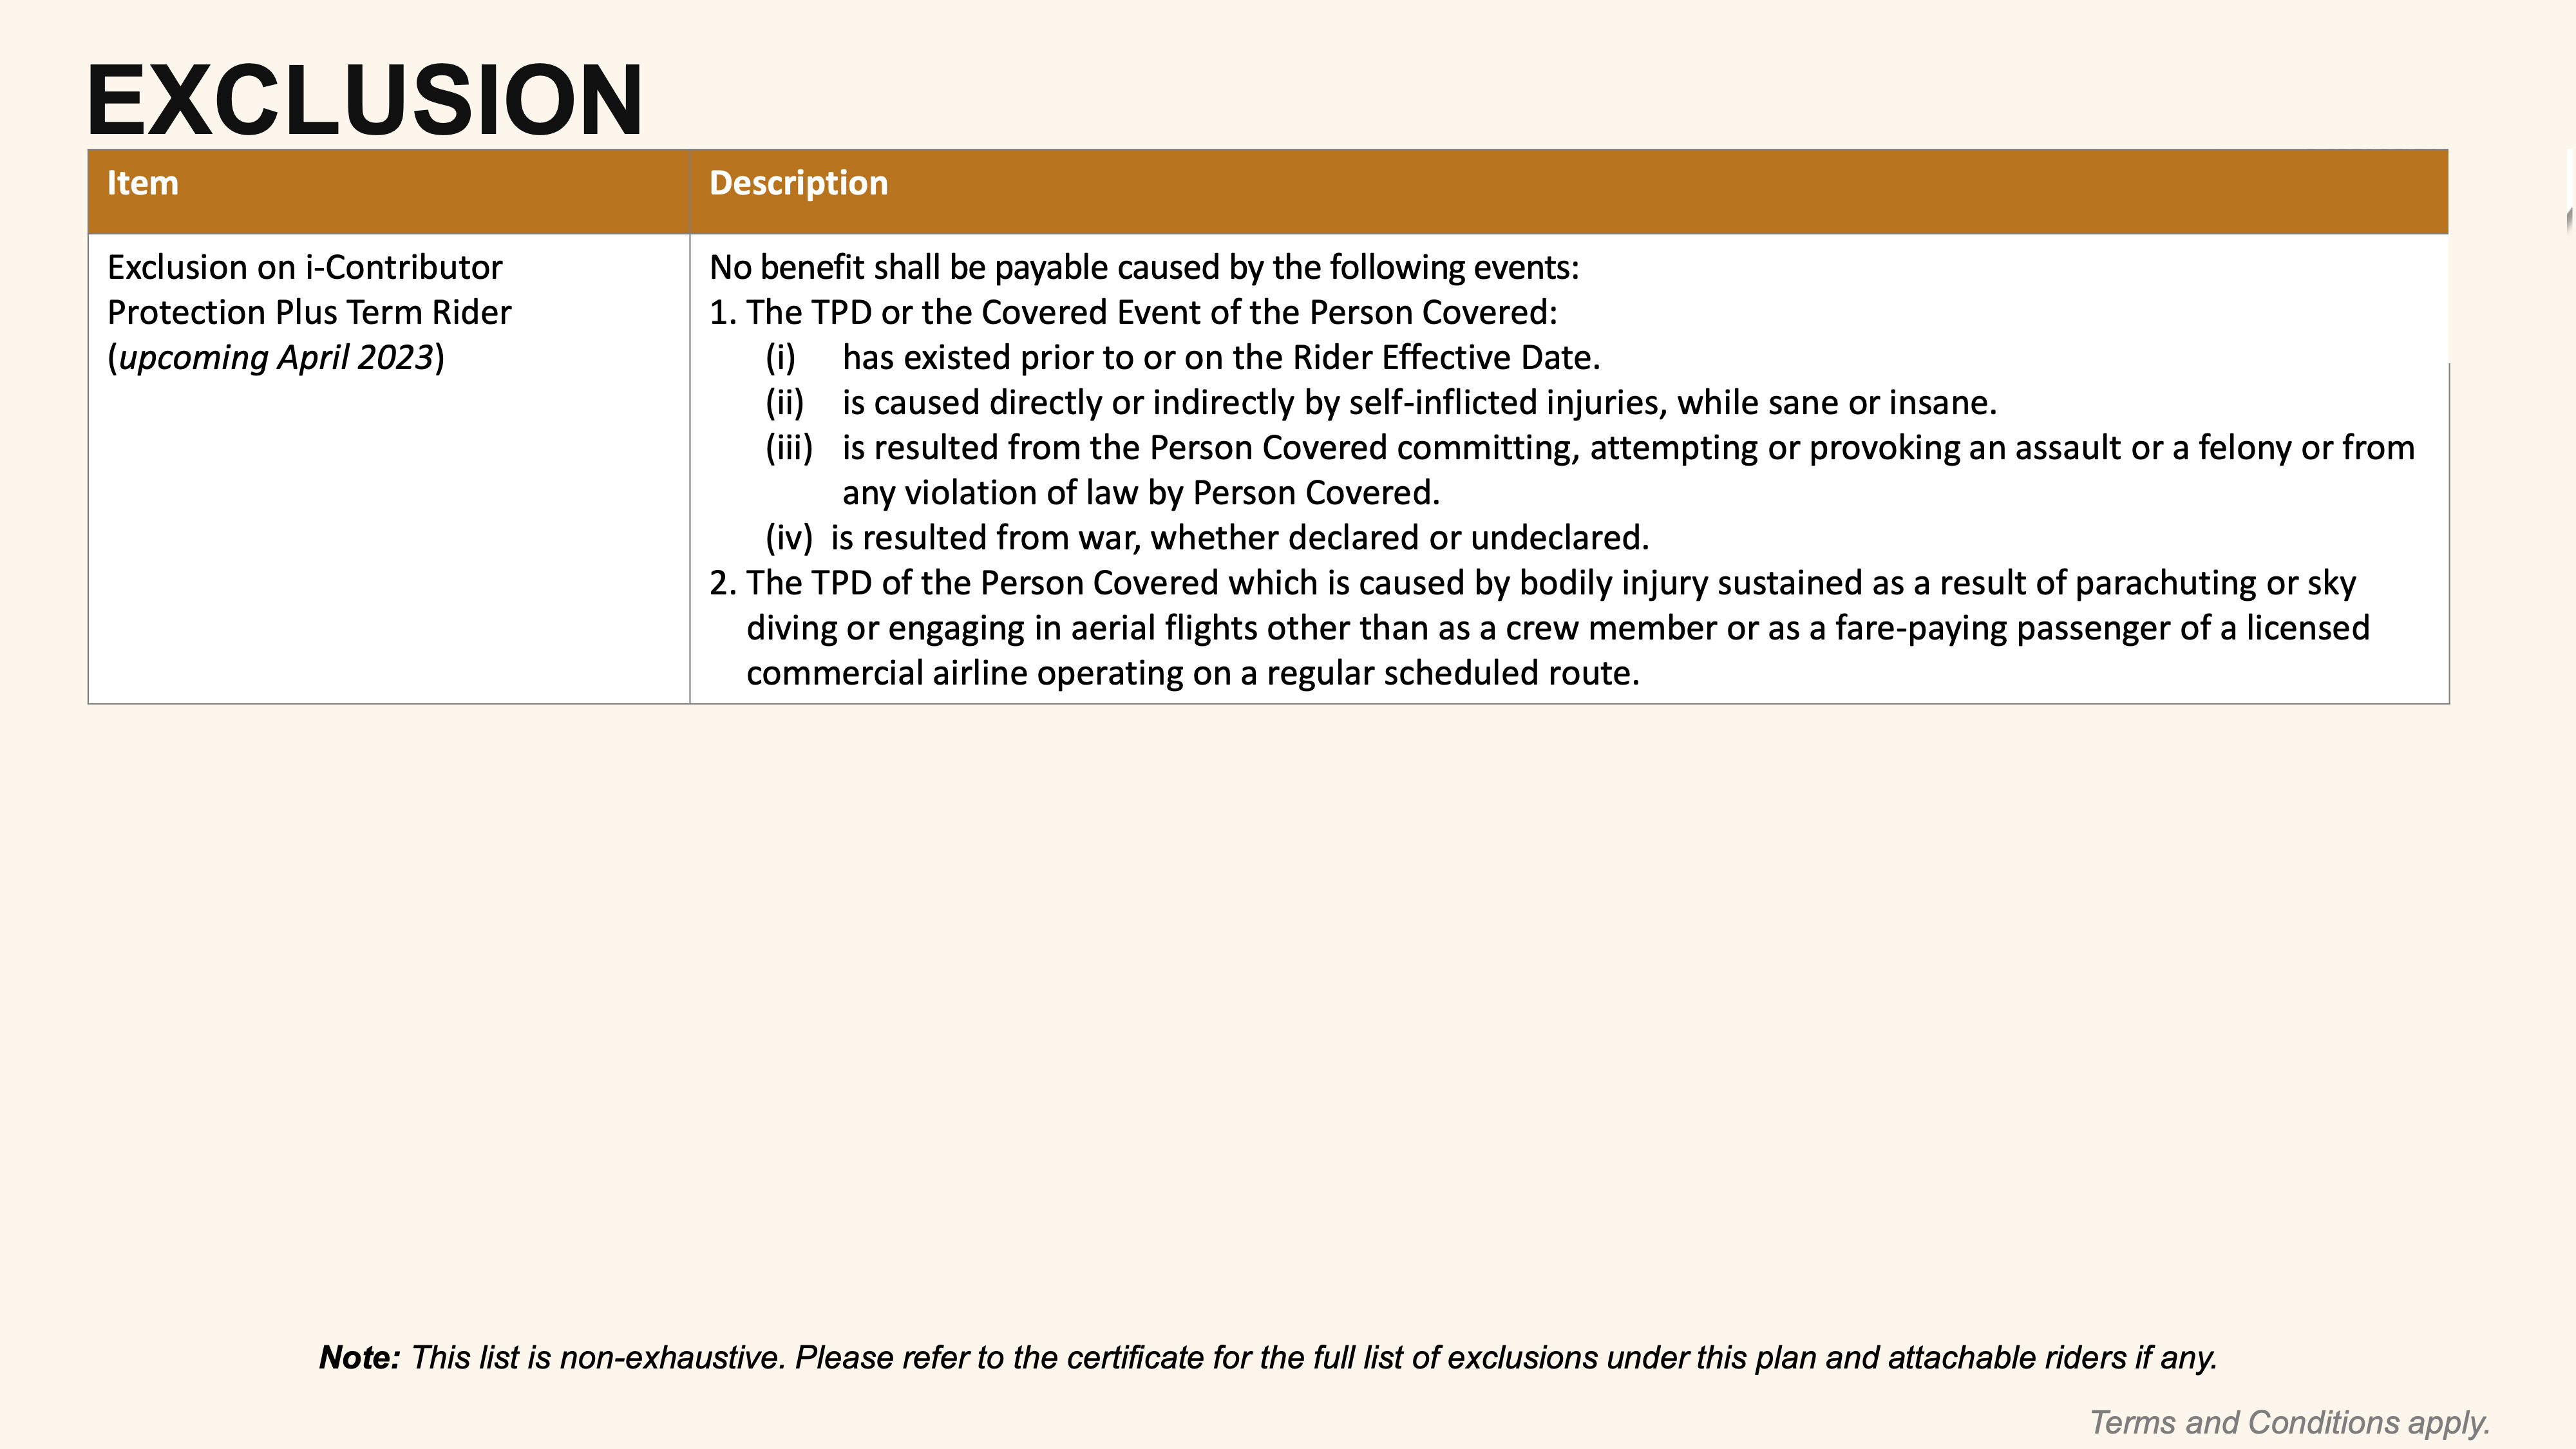 EXCLUSION
Item
Description
Exclusion on i-Contributor
Protection Plus Term Rider
(upcoming April 2023)
No benefit shall be payable caused by the following events:
1. The TPD or the Covered Event of the Person Covered:
(i) has existed prior to or on the Rider Effective Date.
(ii) is caused directly or indirectly by self-inflicted injuries, while sane or insane.
(iii) is resulted from the Person Covered committing, attempting or provoking an assault or a felony or from
any violation of law by Person Covered.
(iv) is resulted from war, whether declared or undeclared.
2. The TPD of the Person Covered which is caused by bodily injury sustained as a result of parachuting or sky
diving or engaging in aerial flights other than as a crew member or as a fare-paying passenger of a licensed
commercial airline operating on a regular scheduled route.
Note: This list is non-exhaustive. Please refer to the certificate for the full list of exclusions under this plan and attachable riders if any.
Terms and Conditions apply.